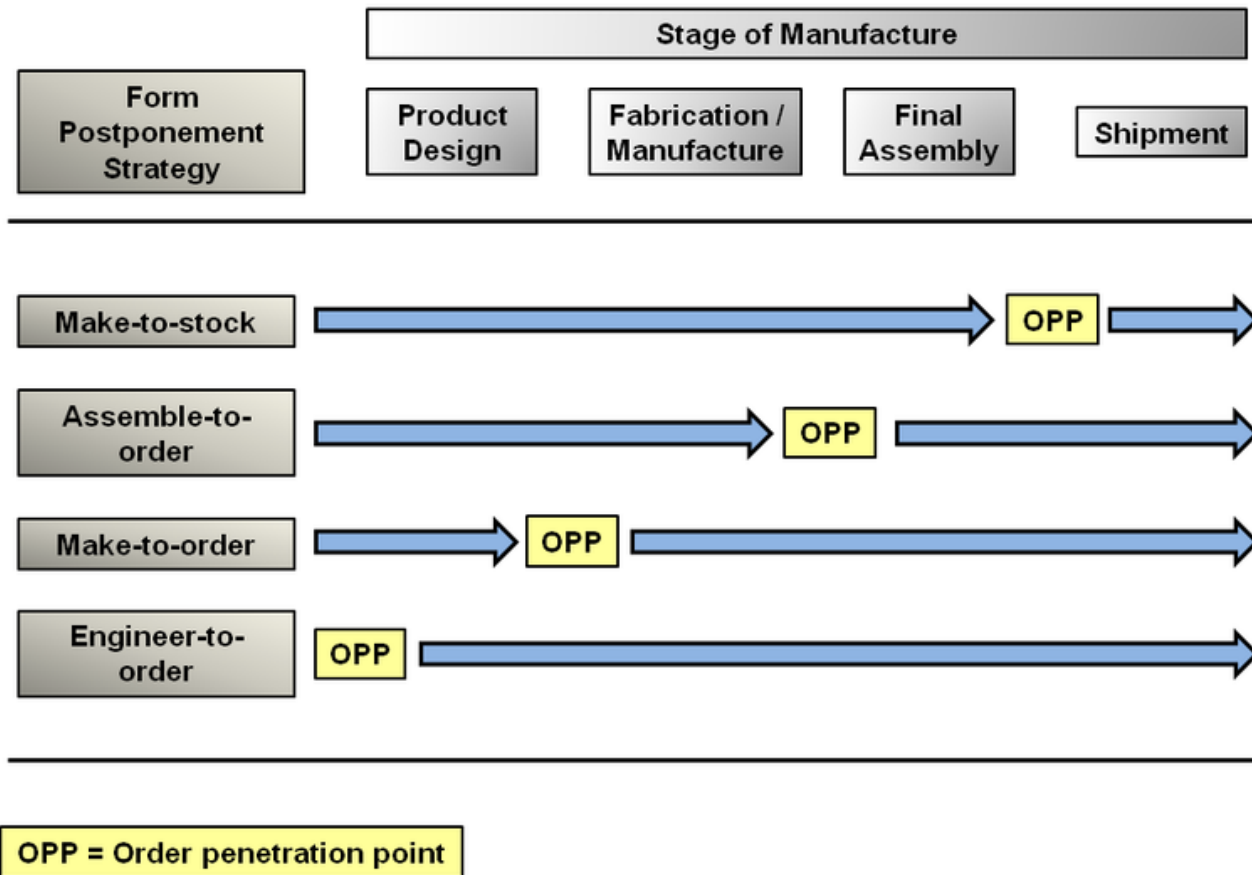 Stage of Manufacture
Form
Postponement
Strategy
Product
Design
Fabrication /
Manufacture
Final
Assembly
Shipment
Make-to-stock
OPP
Assemble-to-
order
OPP
Make-to-order
OPP
Engineer-to-
order
OPP
OPP = Order penetration point